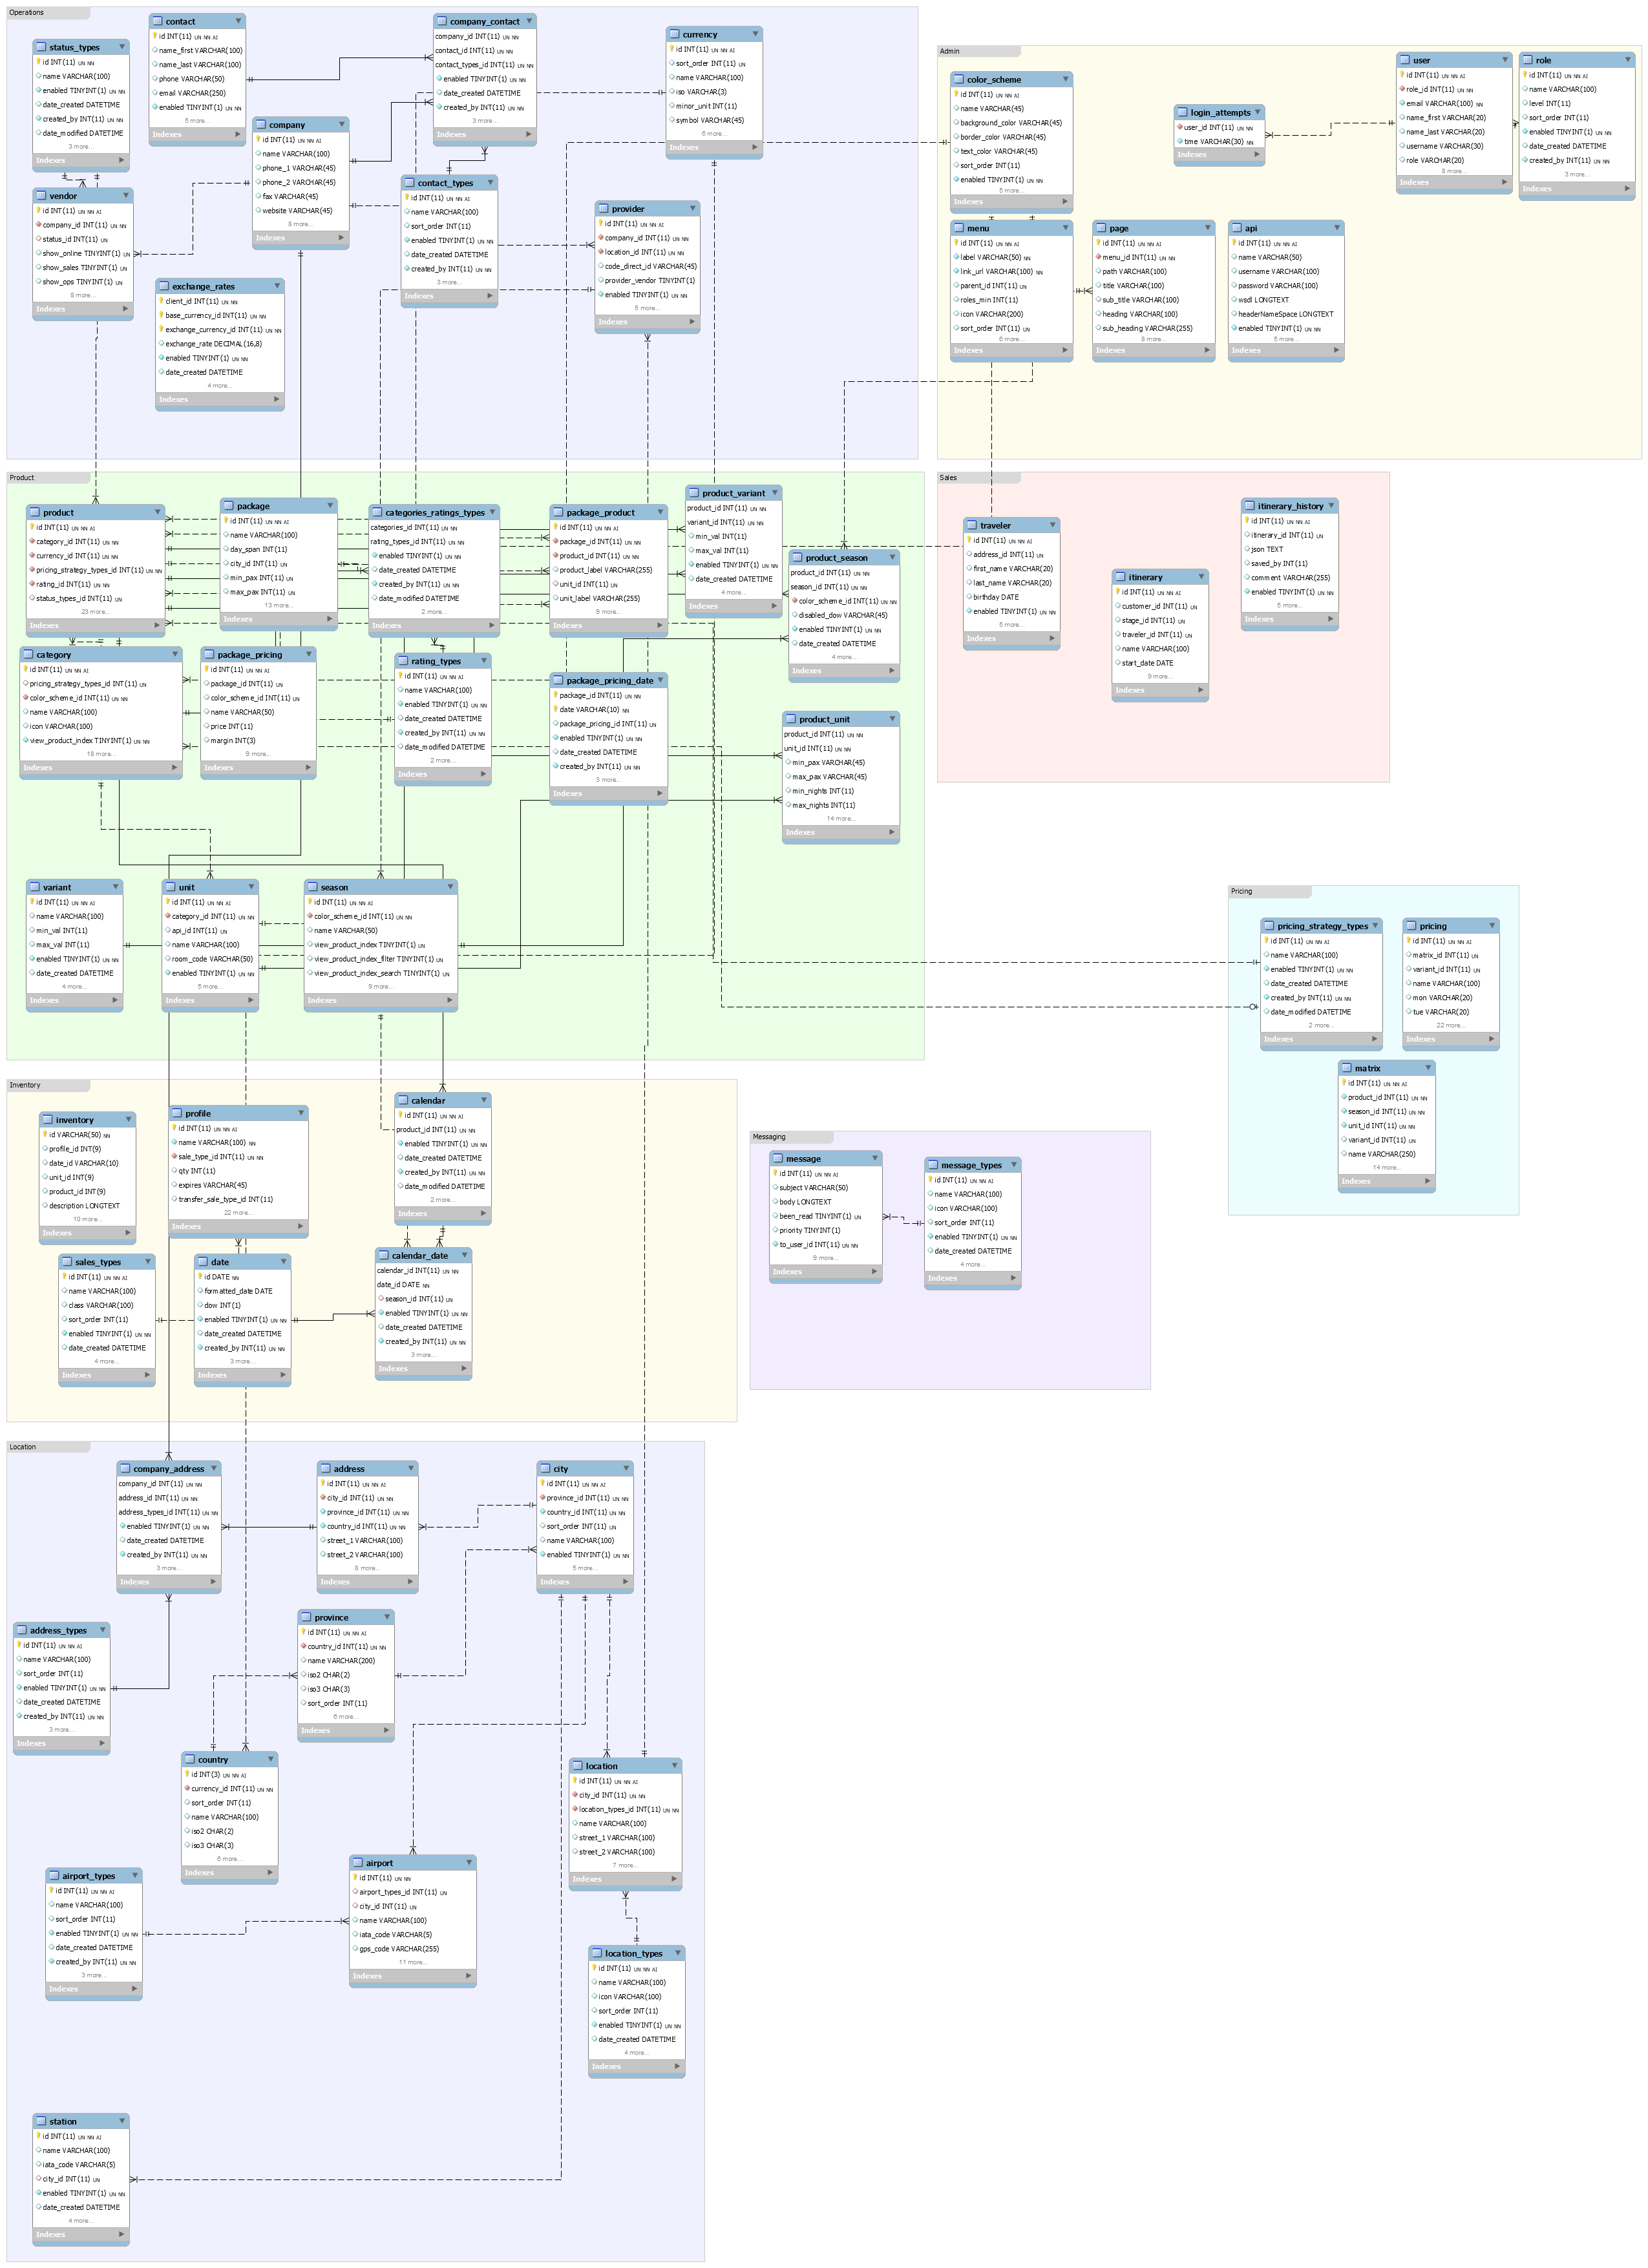 Operations
status_types
id INT(11) UN NN
name VARCHAR(100)
enabled TINYINT(1) UN NN
date_created DATETIME
created_by INT(11) UN NN
date_modified DATETIME
3 more...
Indexes
contact
id INT(11) UN NN AI
name_first VARCHAR(100)
name_last VARCHAR(100)
phone VARCHAR(50)
email VARCHAR(250)
enabled TINYINT(1) UN NN
5 more...
Indexes
company_contact
company_id INT(11) UN NN
contact_id INT(11) UN NN
contact_types_id INT(11) UN NN
enabled TINYINT(1) UN NN
date_created DATETIME
created_by INT(11) UN NN
3 more...
Indexes
currency
id INT(11) UN NN AI
sort_order INT(11) UN
name VARCHAR(100)
iso VARCHAR(3)
minor_unit INT(11)
symbol VARCHAR(45)
6 more...
Indexes
company
id INT(11) UN NN AI
name VARCHAR(100)
phone_1 VARCHAR(45)
phone_2 VARCHAR(45)
fax VARCHAR(45)
website VARCHAR(45)
8 more...
Indexes
vendor
id INT(11) UN NN AI
company_id INT(11) UN NN
status_id INT(11) UN
show_online TINYINT(1) UN
show_sales TINYINT(1) UN
show_ops TINYINT(1) UN
8 more...
Indexes
contact_types
id INT(11) UN NN AI
name VARCHAR(100)
sort_order INT(11)
enabled TINYINT(1) UN NN
date_created DATETIME
created_by INT(11) UN NN
3 more...
Indexes
provider
id INT(11) UN NN AI
company_id INT(11) UN NN
location_id INT(11) UN NN
code_direct_id VARCHAR(45)
provider_vendor TINYINT(1)
enabled TINYINT(1) UN NN
5 more...
Indexes
exchange_rates
client_id INT(11) UN NN
base_currency_id INT(11) UN NN
exchange_currency_id INT(11) UN NN
exchange_rate DECIMAL(16,8)
enabled TINYINT(1) UN NN
date_created DATETIME
4 more...
Indexes
Admin
color_scheme
id INT(11) UN NN AI
name VARCHAR(45)
background_color VARCHAR(45)
border_color VARCHAR(45)
text_color VARCHAR(45)
sort_order INT(11)
enabled TINYINT(1) UN NN
5 more...
Indexes
login_attempts
user_id INT(11) UN NN
time VARCHAR(30) NN
Indexes
user
id INT(11) UN NN AI
role_id INT(11) UN NN
email VARCHAR(100) NN
name_first VARCHAR(20)
name_last VARCHAR(20)
username VARCHAR(30)
role VARCHAR(20)
8 more...
Indexes
role
id INT(11) UN NN AI
name VARCHAR(100)
level INT(11)
sort_order INT(11)
enabled TINYINT(1) UN NN
date_created DATETIME
created_by INT(11) UN NN
3 more...
Indexes
menu
id INT(11) UN NN AI
label VARCHAR(50) NN
link_url VARCHAR(100) NN
parent_id INT(11) UN
roles_min INT(11)
icon VARCHAR(200)
sort_order INT(11) UN
6 more...
Indexes
page
id INT(11) UN NN AI
menu_id INT(11) UN NN
path VARCHAR(100)
title VARCHAR(100)
sub_title VARCHAR(100)
heading VARCHAR(100)
sub_heading VARCHAR(255)
8 more...
Indexes
api
id INT(11) UN NN AI
name VARCHAR(50)
username VARCHAR(100)
password VARCHAR(100)
wsdl LONGTEXT
headerNameSpace LONGTEXT
enabled TINYINT(1) UN NN
5 more...
Indexes
Product
product
id INT(11) UN NN AI
category_id INT(11) UN NN
currency_id INT(11) UN NN
pricing_strategy_types_id INT(11) UN NN
rating_id INT(11) UN NN
status_types_id INT(11) UN
23 more...
Indexes
package
id INT(11) UN NN AI
name VARCHAR(100)
day_span INT(11)
city_id INT(11) UN
min_pax INT(11) UN
max_pax INT(11) UN
13 more...
Indexes
categories_ratings_types
categories_id INT(11) UN NN
rating_types_id INT(11) UN NN
enabled TINYINT(1) UN NN
date_created DATETIME
created_by INT(11) UN NN
date_modified DATETIME
2 more...
Indexes
package_product
id INT(11) UN NN AI
package_id INT(11) UN NN
product_id INT(11) UN NN
product_label VARCHAR(255)
unit_id INT(11) UN
unit_label VARCHAR(255)
9 more...
Indexes
product_variant
product_id INT(11) UN NN
variant_id INT(11) UN NN
min_val INT(11)
max_val INT(11)
enabled TINYINT(1) UN NN
date_created DATETIME
4 more...
Indexes
product_season
product_id INT(11) UN NN
season_id INT(11) UN NN
color_scheme_id INT(11) UN NN
disabled_dow VARCHAR(45)
enabled TINYINT(1) UN NN
date_created DATETIME
4 more...
Indexes
category
id INT(11) UN NN AI
pricing_strategy_types_id INT(11) UN
color_scheme_id INT(11) UN NN
name VARCHAR(100)
icon VARCHAR(100)
view_product_index TINYINT(1) UN NN
18 more...
Indexes
package_pricing
id INT(11) UN NN AI
package_id INT(11) UN
color_scheme_id INT(11) UN
name VARCHAR(50)
price INT(11)
margin INT(3)
9 more...
Indexes
rating_types
id INT(11) UN NN AI
name VARCHAR(100)
enabled TINYINT(1) UN NN
date_created DATETIME
created_by INT(11) UN NN
date_modified DATETIME
2 more...
Indexes
package_pricing_date
package_id INT(11) UN NN
date VARCHAR(10) NN
package_pricing_id INT(11) UN
enabled TINYINT(1) UN NN
date_created DATETIME
created_by INT(11) UN NN
3 more...
Indexes
product_unit
product_id INT(11) UN NN
unit_id INT(11) UN NN
min_pax VARCHAR(45)
max_pax VARCHAR(45)
min_nights INT(11)
max_nights INT(11)
14 more...
Indexes
variant
id INT(11) UN NN AI
name VARCHAR(100)
min_val INT(11)
max_val INT(11)
enabled TINYINT(1) UN NN
date_created DATETIME
4 more...
Indexes
unit
id INT(11) UN NN AI
category_id INT(11) UN NN
api_id INT(11) UN
name VARCHAR(100)
room_code VARCHAR(50)
enabled TINYINT(1) UN NN
5 more...
Indexes
season
id INT(11) UN NN AI
color_scheme_id INT(11) UN NN
name VARCHAR(50)
view_product_index TINYINT(1) UN
view_product_index_filter TINYINT(1) UN
view_product_index_search TINYINT(1) UN
9 more...
Indexes
Sales
traveler
id INT(11) UN NN AI
address_id INT(11) UN
first_name VARCHAR(20)
last_name VARCHAR(20)
birthday DATE
enabled TINYINT(1) UN NN
5 more...
Indexes
itinerary
id INT(11) UN NN AI
customer_id INT(11) UN
stage_id INT(11) UN
traveler_id INT(11) UN
name VARCHAR(100)
start_date DATE
9 more...
Indexes
itinerary_history
id INT(11) UN NN AI
itinerary_id INT(11) UN
json TEXT
saved_by INT(11)
comment VARCHAR(255)
enabled TINYINT(1) UN NN
5 more...
Indexes
Pricing
pricing_strategy_types
id INT(11) UN NN AI
name VARCHAR(100)
enabled TINYINT(1) UN NN
date_created DATETIME
created_by INT(11) UN NN
date_modified DATETIME
2 more...
Indexes
pricing
id INT(11) UN NN AI
matrix_id INT(11) UN
variant_id INT(11) UN
name VARCHAR(100)
mon VARCHAR(20)
tue VARCHAR(20)
22 more...
Indexes
matrix
id INT(11) UN NN AI
product_id INT(11) UN NN
season_id INT(11) UN NN
unit_id INT(11) UN NN
variant_id INT(11) UN
name VARCHAR(250)
14 more...
Indexes
Inventory
inventory
id VARCHAR(50) NN
profile_id INT(9)
date_id VARCHAR(10)
unit_id INT(9)
product_id INT(9)
description LONGTEXT
10 more...
Indexes
profile
id INT(11) UN NN AI
name VARCHAR(100) NN
sale_type_id INT(11) UN NN
qty INT(11)
expires VARCHAR(45)
transfer_sale_type_id INT(11)
22 more...
Indexes
calendar
id INT(11) UN NN AI
product_id INT(11) UN NN
enabled TINYINT(1) UN NN
date_created DATETIME
created_by INT(11) UN NN
date_modified DATETIME
2 more...
Indexes
sales_types
id INT(11) UN NN AI
name VARCHAR(100)
class VARCHAR(100)
sort_order INT(11)
enabled TINYINT(1) UN NN
date_created DATETIME
4 more...
Indexes
date
id DATE NN
formatted_date DATE
dow INT(1)
enabled TINYINT(1) UN NN
date_created DATETIME
created_by INT(11) UN NN
3 more...
Indexes
calendar_date
calendar_id INT(11) UN NN
date_id DATE NN
season_id INT(11) UN
enabled TINYINT(1) UN NN
date_created DATETIME
created_by INT(11) UN NN
3 more...
Indexes
Messaging
message
id INT(11) UN NN AI
subject VARCHAR(50)
body LONGTEXT
been_read TINYINT(1) UN
priority TINYINT(1)
to_user_id INT(11) UN NN
9 more...
Indexes
message_types
id INT(11) UN NN AI
name VARCHAR(100)
icon VARCHAR(100)
sort_order INT(11)
enabled TINYINT(1) UN NN
date_created DATETIME
4 more...
Indexes
Location
company_address
company_id INT(11) UN NN
address_id INT(11) UN NN
address_types_id INT(11) UN NN
enabled TINYINT(1) UN NN
date_created DATETIME
created_by INT(11) UN NN
3 more...
Indexes
address
id INT(11) UN NN AI
city_id INT(11) UN NN
province_id INT(11) UN NN
country_id INT(11) UN NN
street_1 VARCHAR(100)
street_2 VARCHAR(100)
8 more...
Indexes
city
id INT(11) UN NN AI
province_id INT(11) UN NN
country_id INT(11) UN NN
sort_order INT(11) UN
name VARCHAR(100)
enabled TINYINT(1) UN NN
5 more...
Indexes
address_types
id INT(11) UN NN AI
name VARCHAR(100)
sort_order INT(11)
enabled TINYINT(1) UN NN
date_created DATETIME
created_by INT(11) UN NN
3 more...
Indexes
province
id INT(11) UN NN AI
country_id INT(11) UN NN
name VARCHAR(200)
iso2 CHAR(2)
iso3 CHAR(3)
sort_order INT(11)
6 more...
Indexes
country
id INT(3) UN NN AI
currency_id INT(11) UN NN
sort_order INT(11)
name VARCHAR(100)
iso2 CHAR(2)
iso3 CHAR(3)
6 more...
Indexes
location
id INT(11) UN NN AI
city_id INT(11) UN NN
location_types_id INT(11) UN NN
name VARCHAR(100)
street_1 VARCHAR(100)
street_2 VARCHAR(100)
7 more...
Indexes
airport_types
id INT(11) UN NN AI
name VARCHAR(100)
sort_order INT(11)
enabled TINYINT(1) UN NN
date_created DATETIME
created_by INT(11) UN NN
3 more...
Indexes
airport
id INT(11) UN NN
airport_types_id INT(11) UN
city_id INT(11) UN
name VARCHAR(100)
iata_code VARCHAR(5)
gps_code VARCHAR(255)
11 more...
Indexes
location_types
id INT(11) UN NN AI
name VARCHAR(100)
icon VARCHAR(100)
sort_order INT(11)
enabled TINYINT(1) UN NN
date_created DATETIME
4 more...
Indexes
station
id INT(11) UN NN AI
name VARCHAR(100)
iata_code VARCHAR(5)
city_id INT(11) UN
enabled TINYINT(1) UN NN
date_created DATETIME
4 more...
Indexes